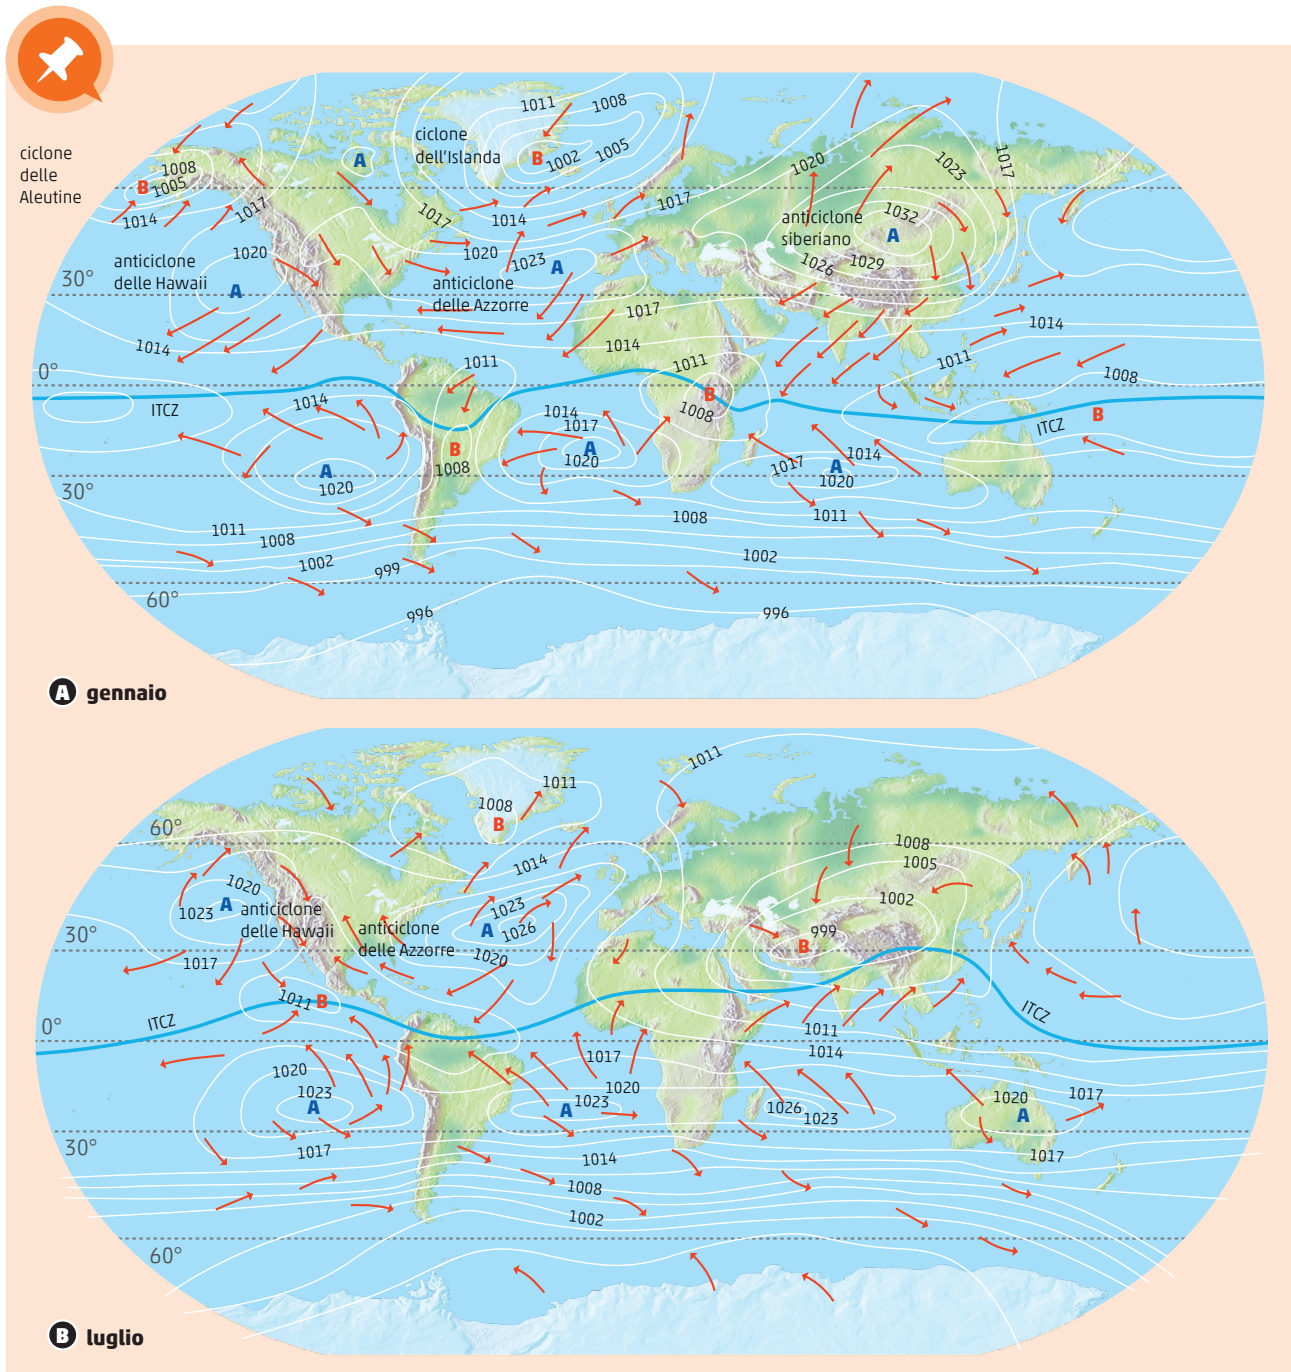 1011
1008
ciclone
dell'Islanda
A
B
1002
1005
ciclone
delle
Aleutine
1008
B
1005
1014
1017
1017
1014
1017
1020
1023
1017
anticiclone
siberiano
1032
A
1029
1026
1020
1020
1023
A
anticiclone
delle Hawaii
A
30°
anticiclone
delle Azzorre
1017
1014
1014
1014
1011
0°
1011
1011
1008
ITCZ
1014
B
1008
B
ITCZ
1014
1017
A
1020
B
1008
A
1020
1017
A
1014
1020
30°
1011
1008
1008
1011
1002
999
1002
60°
996
996
A gennaio
1011
1011
1008
B
60°
1008
1005
1014
1020
1023
A
anticiclone
delle Hawaii
anticiclone
delle Azzorre
1023
A
1026
1020
1002
999
B
30°
1017
1011
B
ITCZ
ITCZ
0°
1011
1014
1017
1020
1020
1023
A
A
1023
1026
1023
1020
A
1017
30°
1017
1014
1017
1008
1002
60°
B luglio